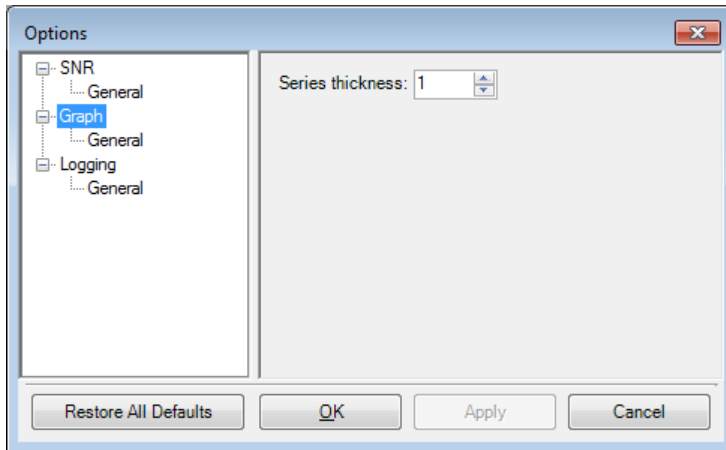 Options
SNR
General
Graph
General
Logging
General
Series thickness: 1
Restore All Defaults
OK
Apply
Cancel